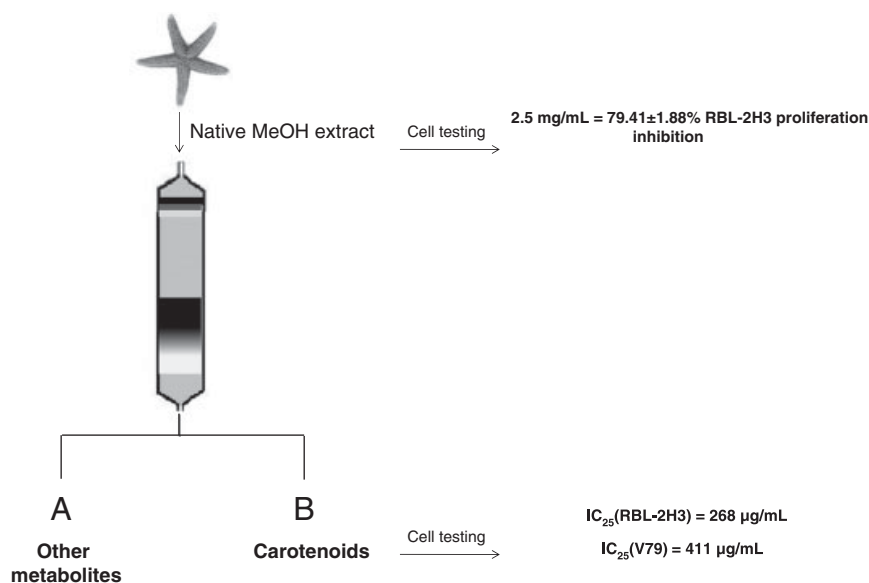 Native MeOH extract
Cell testing
2.5 mg/mL = 79.41±1.88% RBL-2H3 proliferation
inhibition
A
B
Other
metabolites
Carotenoids
Cell testing
IC₂₅(RBL-2H3) = 268 µg/mL
IC₂₅(V79) = 411 µg/mL